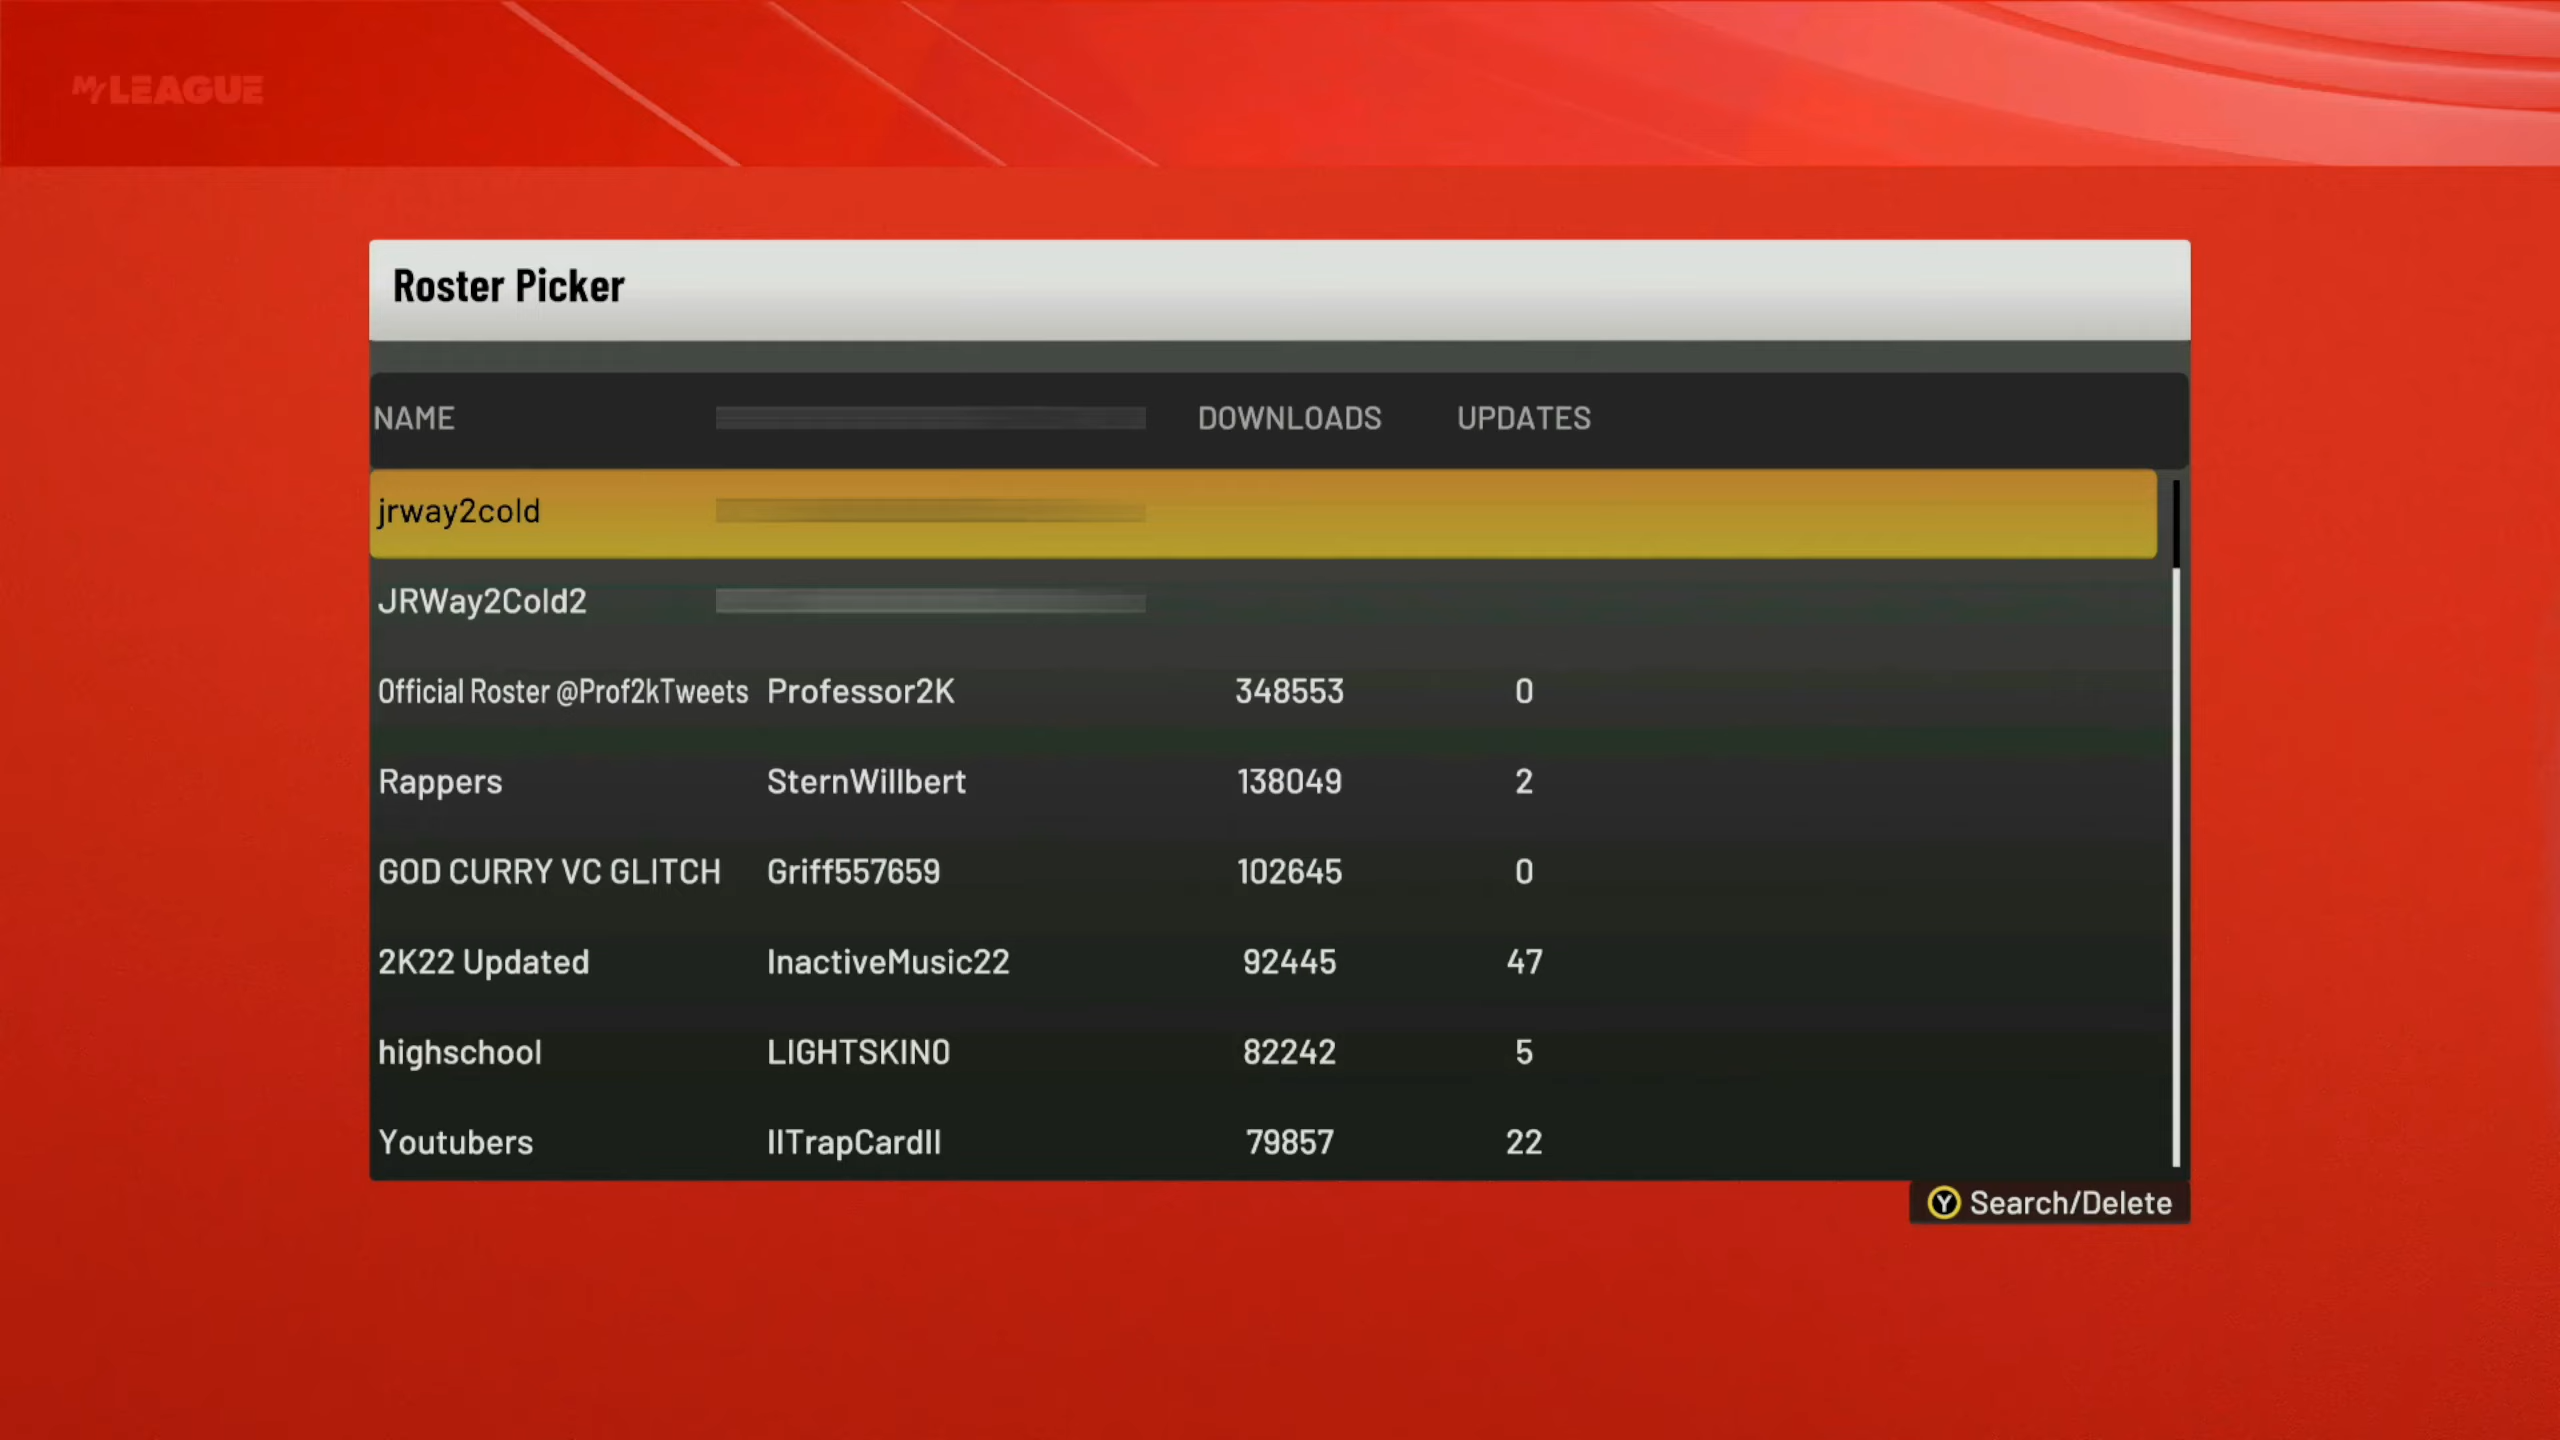 MyLEAGUE
Roster Picker
NAME DOWNLOADS UPDATES
jrway2cold
JRWay2Cold2
Official Roster @Prof2kTweets Professor2K 348553 0
Rappers SternWillbert 138049 2
GOD CURRY VC GLITCH Griff557659 102645 0
2K22 Updated InactiveMusic22 92445 47
highschool LIGHTSKIN0 82242 5
Youtubers IITrapCardII 79857 22
Y Search/Delete